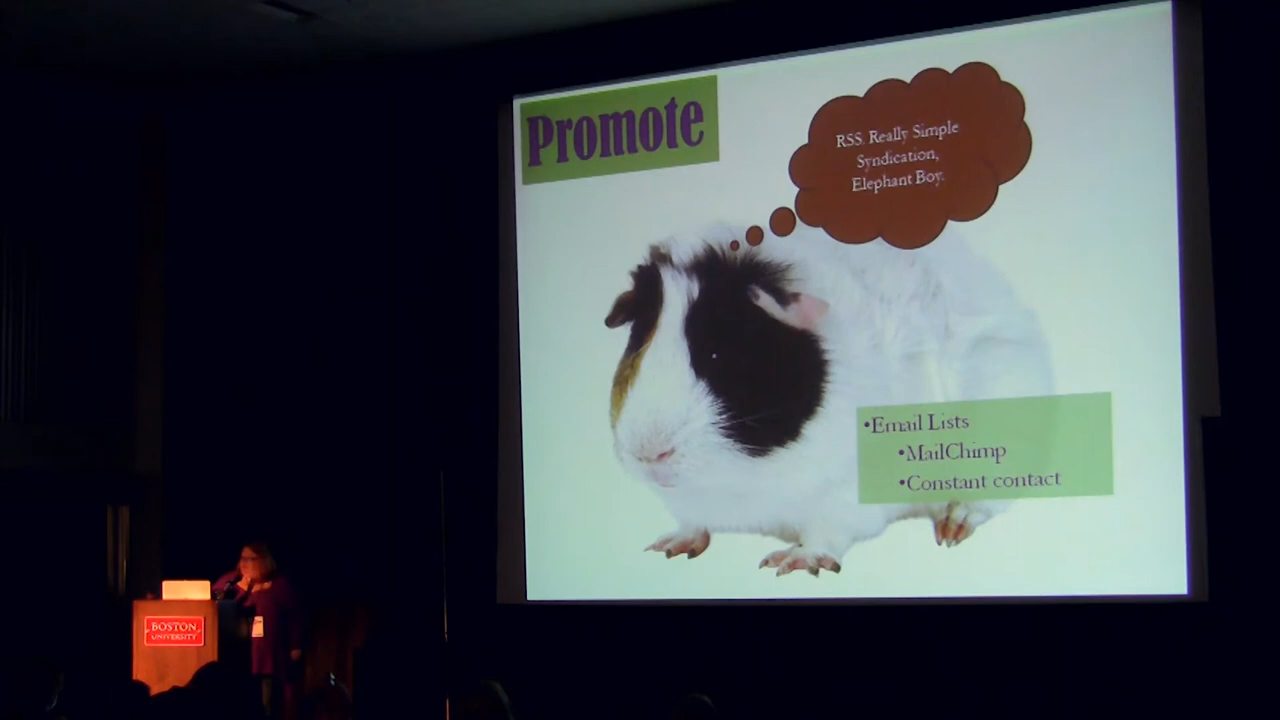 Promote
RSS. Really Simple
Syndication,
Elephant Boy.
•Email Lists
•MailChimp
•Constant contact
BOSTON
UNIVERSITY